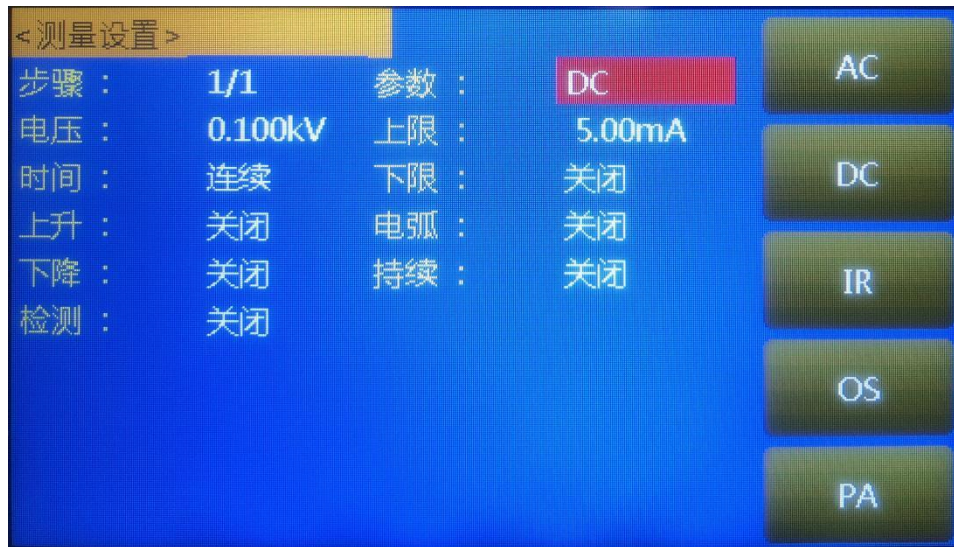 <测量设置>
步骤： 1/1 参数： DC
电压： 0.100kV 上限： 5.00mA
时间： 连续 下限： 关闭
上升： 关闭 电弧： 关闭
下降： 关闭 持续： 关闭
检测： 关闭
AC
DC
IR
OS
PA